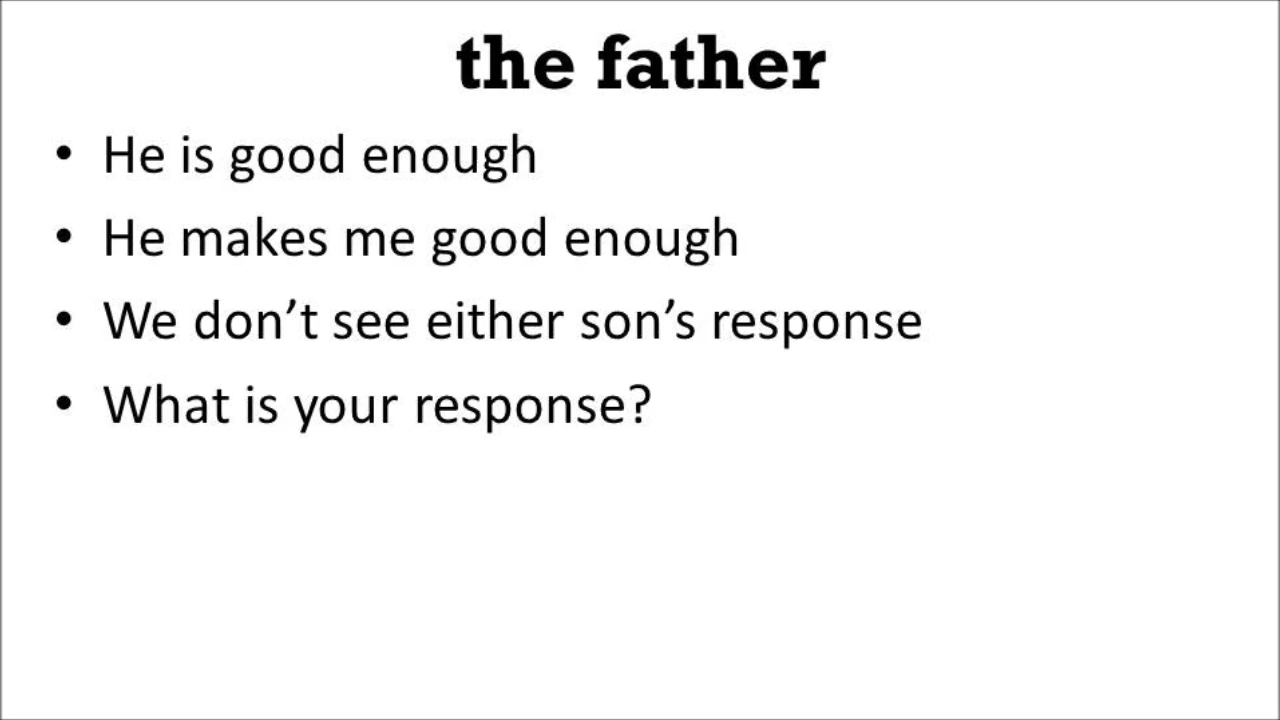 the father
• He is good enough
• He makes me good enough
• We don’t see either son’s response
• What is your response?